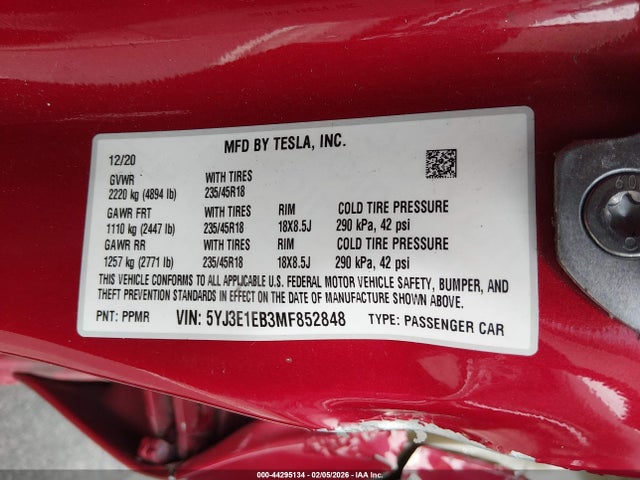 MFD BY TESLA, INC.
12/20
GVWR WITH TIRES
2220 kg (4894 lb) 235/45R18
GAWR FRT WITH TIRES RIM COLD TIRE PRESSURE
1110 kg (2447 lb) 235/45R18 18X8.5J 290 kPa, 42 psi
GAWR RR WITH TIRES RIM COLD TIRE PRESSURE
1257 kg (2771 lb) 235/45R18 18X8.5J 290 kPa, 42 psi
THIS VEHICLE CONFORMS TO ALL APPLICABLE U.S. FEDERAL MOTOR VEHICLE SAFETY, BUMPER, AND
THEFT PREVENTION STANDARDS IN EFFECT ON THE DATE OF MANUFACTURE SHOWN ABOVE.
PNT: PPMR VIN: 5YJ3E1EB3MF852848 TYPE: PASSENGER CAR
000-44295134 - 02/05/2026 - IAA Inc.